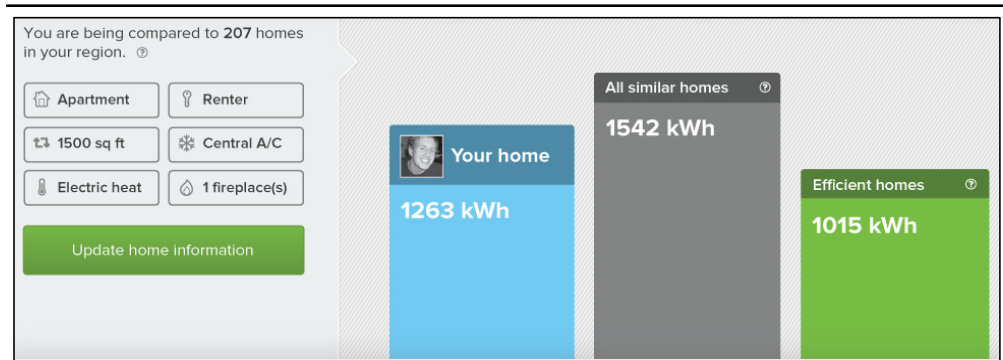 You are being compared to 207 homes
in your region. ?
Apartment
Renter
1500 sq ft
Central A/C
Electric heat
1 fireplace(s)
Update home information
Your home
1263 kWh
All similar homes ?
1542 kWh
Efficient homes ?
1015 kWh